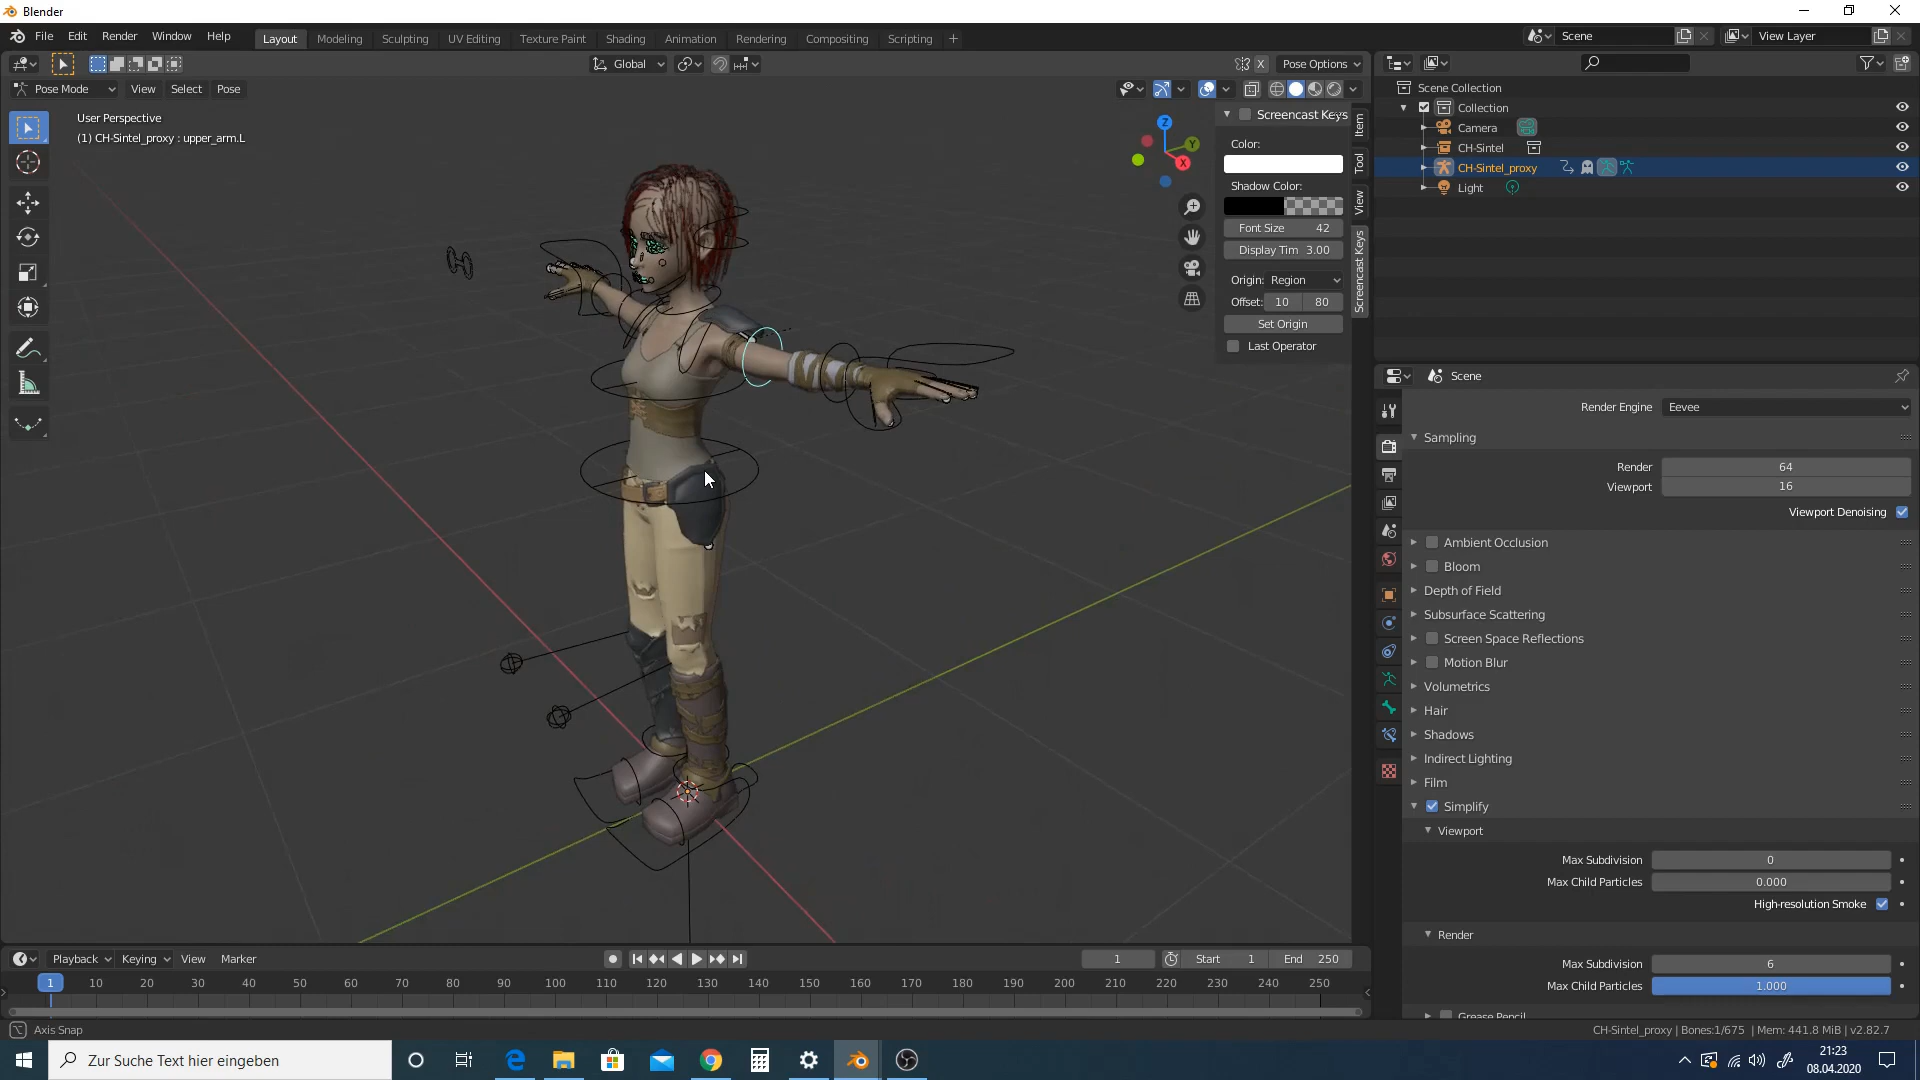 Blender
File Edit Render Window Help
Layout Modeling Sculpting UV Editing Texture Paint Shading Animation Rendering Compositing Scripting +
Scene
View Layer
Global
X
Pose Options
Pose Mode View Select Pose
User Perspective
(1) CH-Sintel_proxy : upper_arm.L
Z
Y
X
Screencast Keys
Color:
Shadow Color:
Font Size 42
Display Tim 3.00
Origin: Region
Offset: 10 80
Set Origin
Last Operator
Item
Tool
View
Screencast Keys
Scene Collection
Collection
Camera
CH-Sintel
CH-Sintel_proxy
Light
Scene
Render Engine Eevee
Sampling
Render 64
Viewport 16
Viewport Denoising
Ambient Occlusion
Bloom
Depth of Field
Subsurface Scattering
Screen Space Reflections
Motion Blur
Volumetrics
Hair
Shadows
Indirect Lighting
Film
Simplify
Viewport
Max Subdivision 0
Max Child Particles 0.000
High-resolution Smoke
Render
Max Subdivision 6
Max Child Particles 1.000
Grease Pencil
Playback Keying View Marker
1 Start 1 End 250
1 10 20 30 40 50 60 70 80 90 100 110 120 130 140 150 160 170 180 190 200 210 220 230 240 250
Axis Snap
CH-Sintel_proxy | Bones:1/675 | Mem: 441.8 MiB | v2.82.7
Zur Suche Text hier eingeben
21:23
08.04.2020